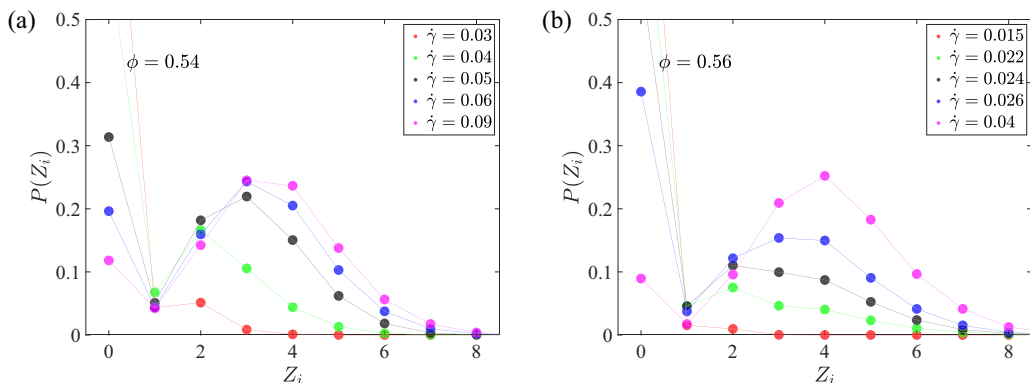 (a)
0.5
0.4
0.3
0.2
0.1
0
P(Z_i)
ϕ = 0.54
γ̇ = 0.03
γ̇ = 0.04
γ̇ = 0.05
γ̇ = 0.06
γ̇ = 0.09
0 2 4 6 8
Z_i
(b)
0.5
0.4
0.3
0.2
0.1
0
P(Z_i)
ϕ = 0.56
γ̇ = 0.015
γ̇ = 0.022
γ̇ = 0.024
γ̇ = 0.026
γ̇ = 0.04
0 2 4 6 8
Z_i